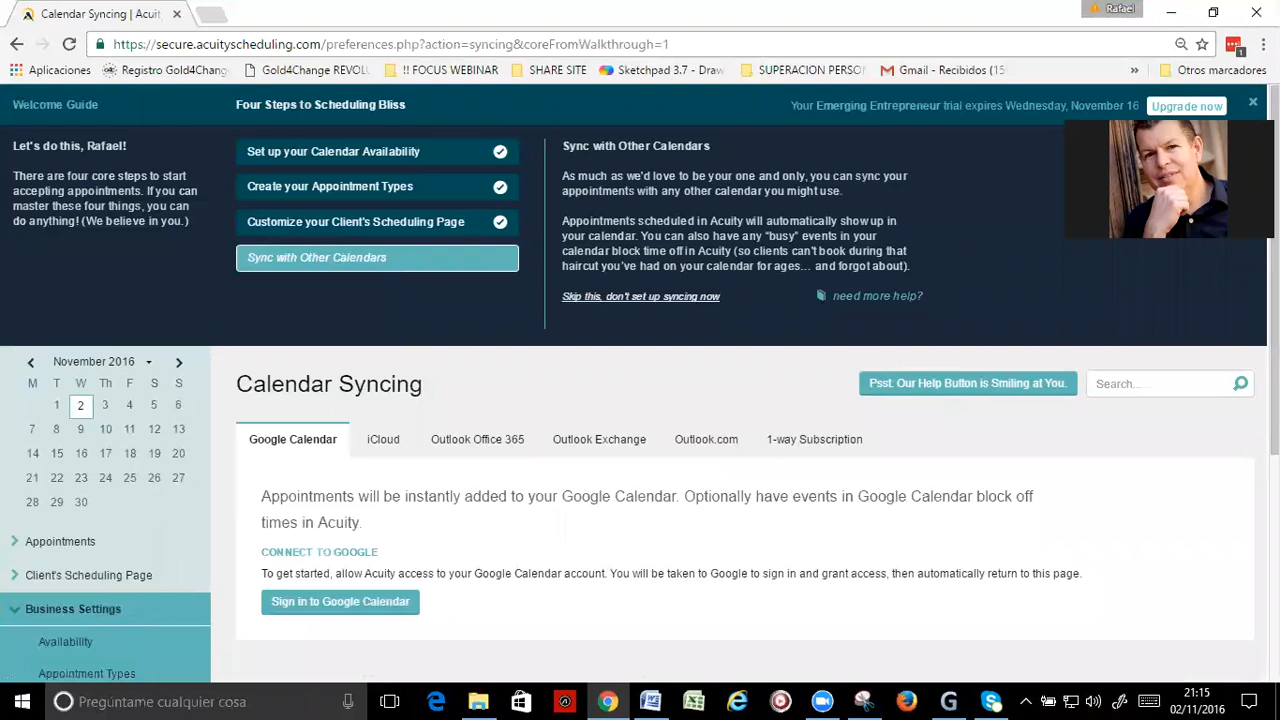 Calendar Syncing | Acuit
Rafael
https://secure.acuityscheduling.com/preferences.php?action=syncing&coreFromWalkthrough=1
1
Aplicaciones
Registro Gold4Change
Gold4Change REVOLU
!! FOCUS WEBINAR
SHARE SITE
Sketchpad 3.7 - Draw
SUPERACION PERSON
Gmail - Recibidos (15
»
Otros marcadores
Welcome Guide
Four Steps to Scheduling Bliss
Your Emerging Entrepreneur trial expires Wednesday, November 16
Upgrade now
Let's do this, Rafael!
There are four core steps to start
accepting appointments. If you can
master these four things, you can
do anything! (We believe in you.)
Set up your Calendar Availability
Create your Appointment Types
Customize your Client's Scheduling Page
Sync with Other Calendars
Sync with Other Calendars
As much as we'd love to be your one and only, you can sync your
appointments with any other calendar you might use.
Appointments scheduled in Acuity will automatically show up in
your calendar. You can also have any "busy" events in your
calendar block time off in Acuity (so clients can't book during that
haircut you've had on your calendar for ages... and forgot about).
Skip this, don't set up syncing now
need more help?
November 2016
M T W Th F S S
1 2 3 4 5 6
7 8 9 10 11 12 13
14 15 16 17 18 19 20
21 22 23 24 25 26 27
28 29 30
Appointments
Client's Scheduling Page
Business Settings
Availability
Appointment Types
Calendar Syncing
Psst. Our Help Button is Smiling at You.
Search...
Google Calendar
iCloud
Outlook Office 365
Outlook Exchange
Outlook.com
1-way Subscription
Appointments will be instantly added to your Google Calendar. Optionally have events in Google Calendar block off
times in Acuity.
CONNECT TO GOOGLE
To get started, allow Acuity access to your Google Calendar account. You will be taken to Google to sign in and grant access, then automatically return to this page.
Sign in to Google Calendar
Pregúntame cualquier cosa
21:15
02/11/2016